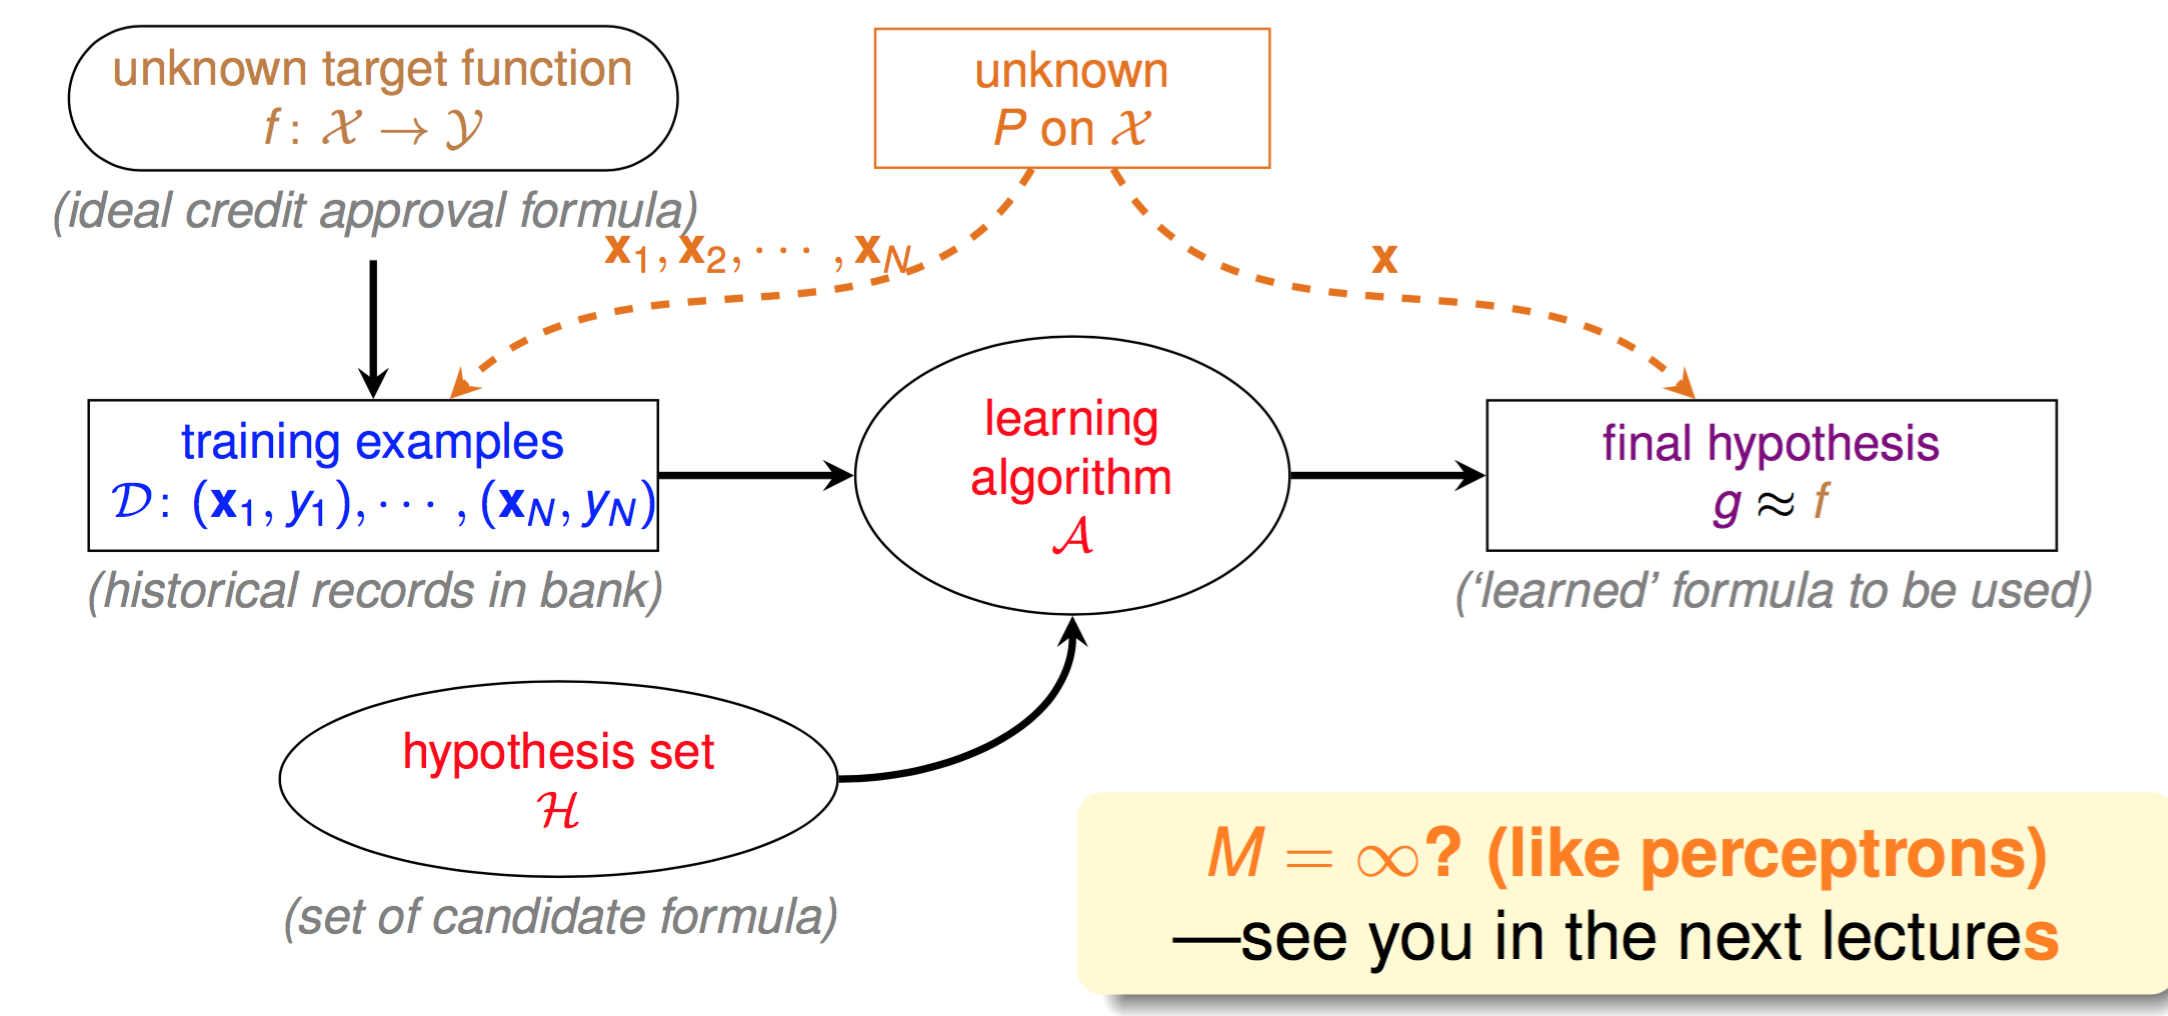 unknown target function
f : 𝒳 → 𝒴
(ideal credit approval formula)
unknown
P on 𝒳
x₁, x₂, ⋯ , x_N
x
training examples
𝒟 : (x₁, y₁), ⋯ , (x_N, y_N)
(historical records in bank)
learning
algorithm
𝒜
final hypothesis
g ≈ f
(‘learned’ formula to be used)
hypothesis set
ℋ
(set of candidate formula)
M = ∞? (like perceptrons)
—see you in the next lectures